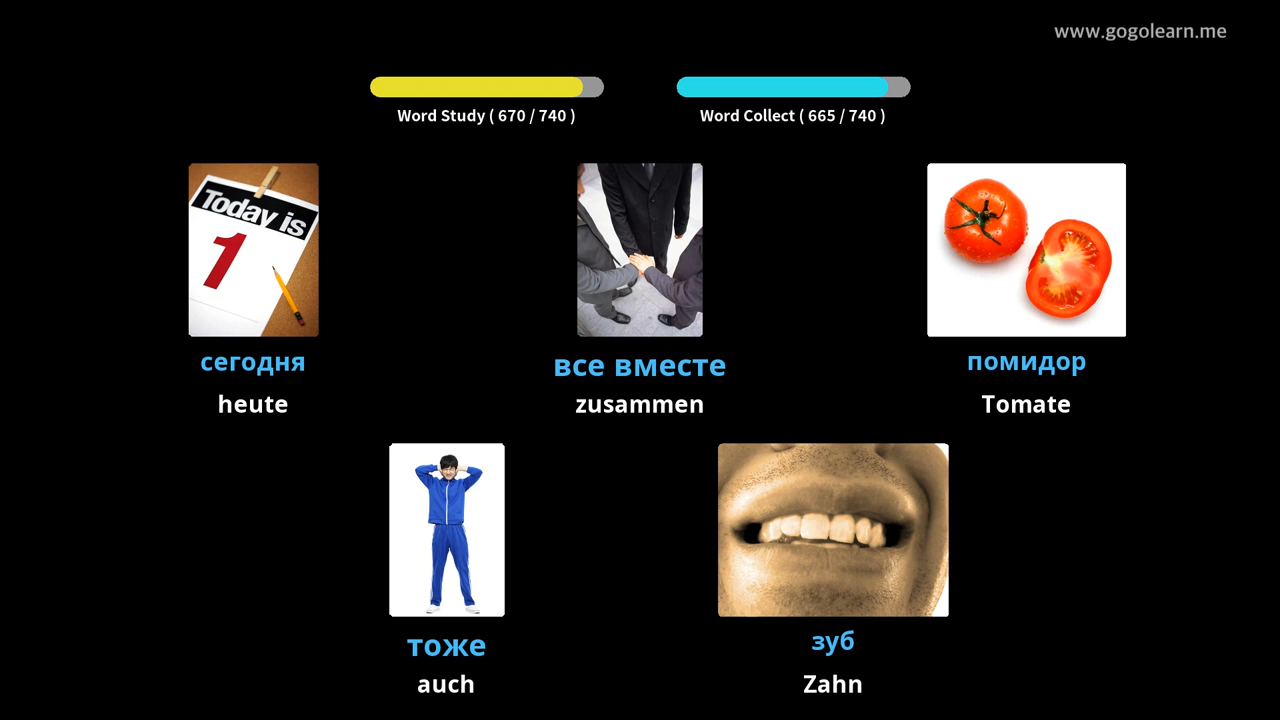 www.gogolearn.me
Word Study ( 670 / 740 )
Word Collect ( 665 / 740 )
Today is
1
сегодня
heute
все вместе
zusammen
помидор
Tomate
тоже
auch
зуб
Zahn